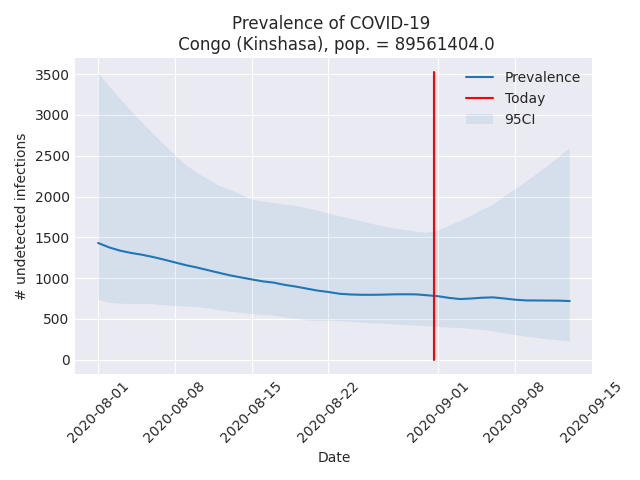 Prevalence of COVID-19
Congo (Kinshasa), pop. = 89561404.0
3500
3000
2500
2000
1500
1000
500
0
# undetected infections
Prevalence
Today
95CI
2020-08-01
2020-08-08
2020-08-15
2020-08-22
2020-09-01
2020-09-08
2020-09-15
Date